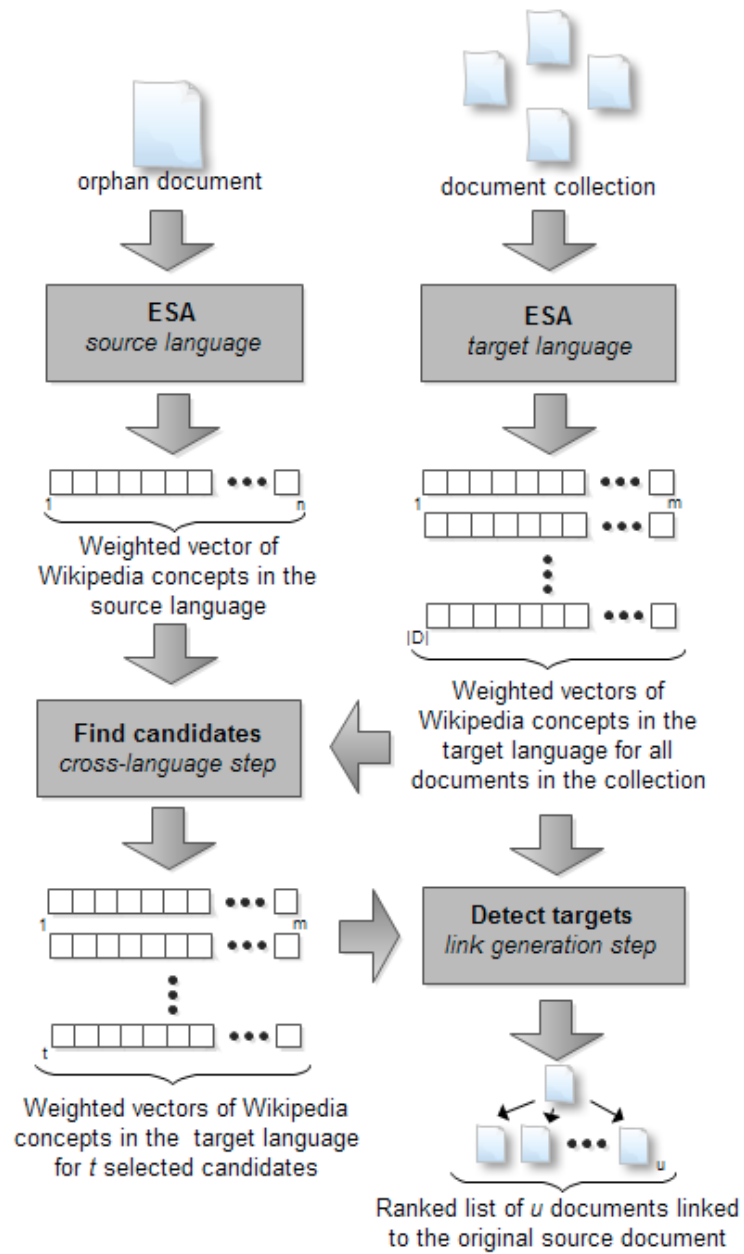 orphan document
document collection
ESA
source language
ESA
target language
1
n
1
m
|D|
Weighted vector of
Wikipedia concepts in the
source language
Weighted vectors of
Wikipedia concepts in the
target language for all
documents in the collection
Find candidates
cross-language step
1
m
t
Detect targets
link generation step
Weighted vectors of Wikipedia
concepts in the target language
for t selected candidates
u
Ranked list of u documents linked
to the original source document